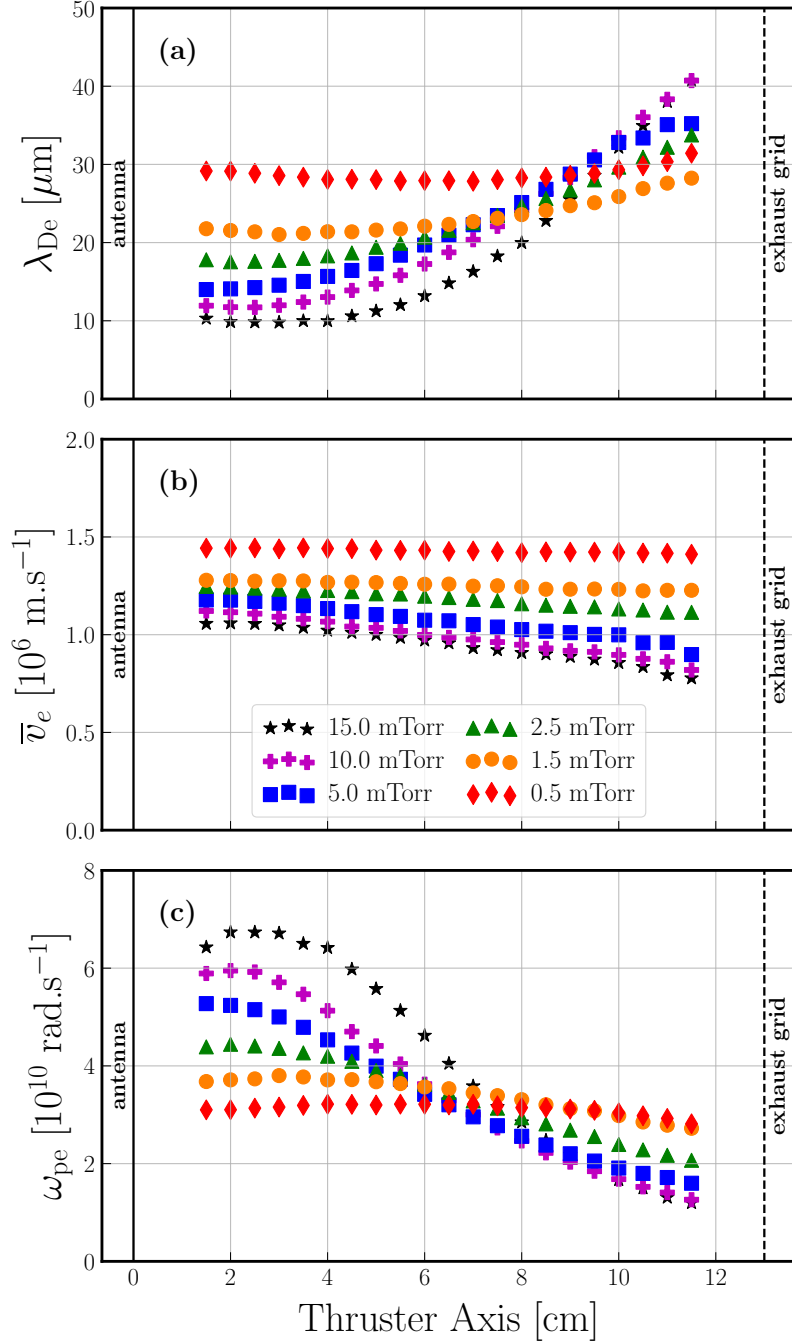 50
40
30
20
10
0
(a)
λDe [μm]
antenna
exhaust grid
2.0
1.5
1.0
0.5
0.0
(b)
v̅e [10⁶ m.s⁻¹]
antenna
exhaust grid
15.0 mTorr
10.0 mTorr
5.0 mTorr
2.5 mTorr
1.5 mTorr
0.5 mTorr
8
6
4
2
0
(c)
ωpe [10¹⁰ rad.s⁻¹]
antenna
exhaust grid
0 2 4 6 8 10 12
Thruster Axis [cm]